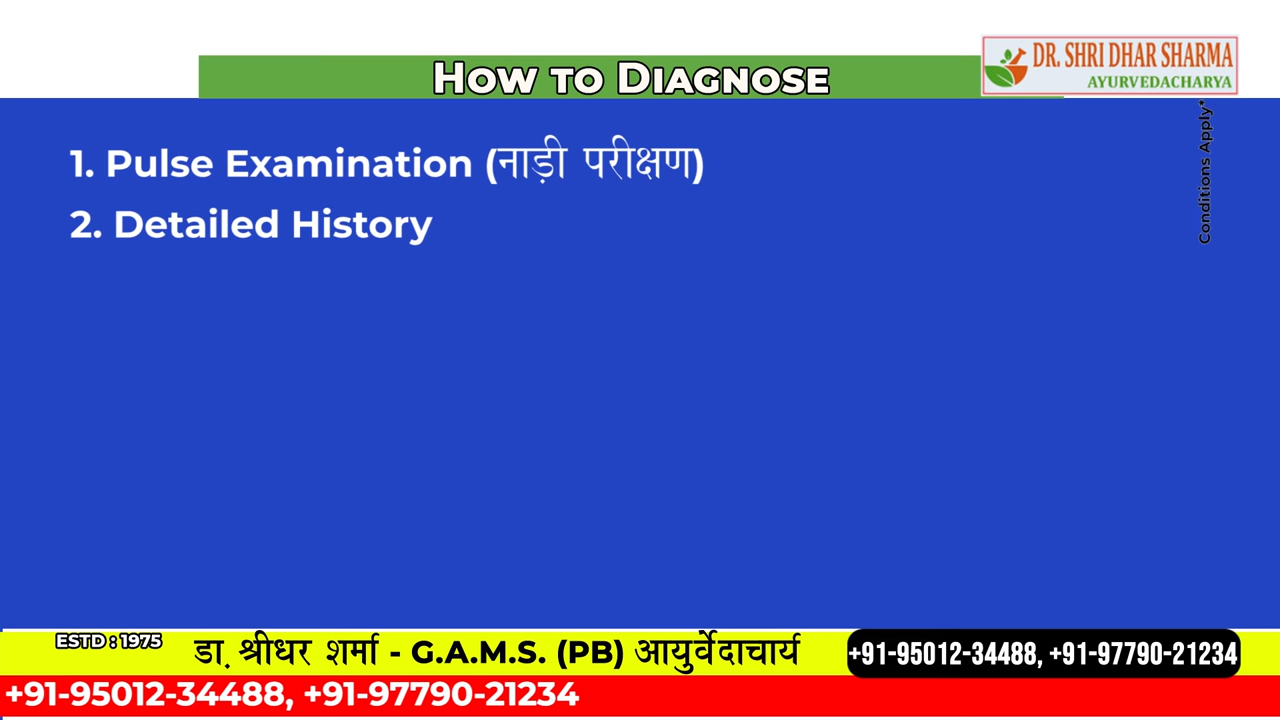 How to Diagnose
DR. SHRI DHAR SHARMA
AYURVEDACHARYA
Conditions Apply*
1. Pulse Examination (नाड़ी परीक्षण)
2. Detailed History
ESTD : 1975
डा. श्रीधर शर्मा - G.A.M.S. (PB) आयुर्वेदाचार्य
+91-95012-34488, +91-97790-21234
+91-95012-34488, +91-97790-21234